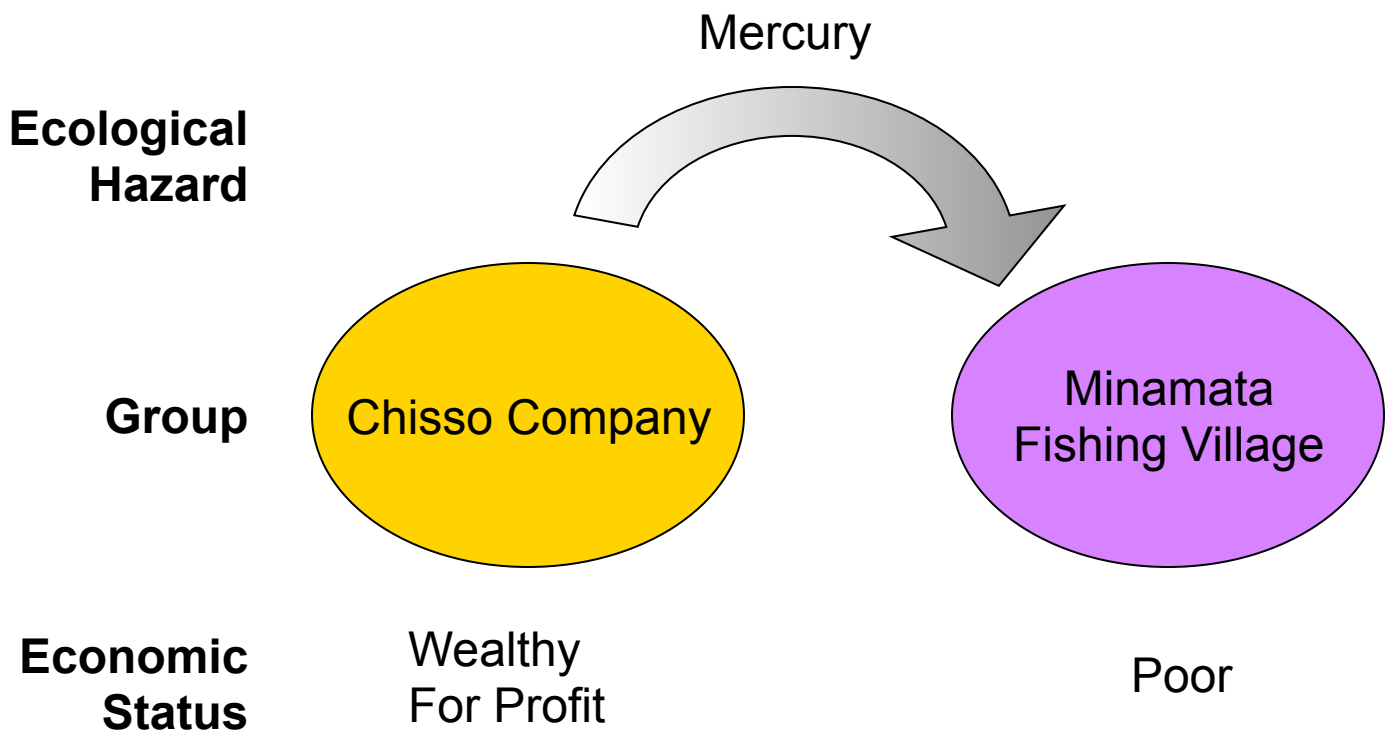 Mercury
Ecological
Hazard
Group
Chisso Company
Minamata
Fishing Village
Economic
Status
Wealthy
For Profit
Poor